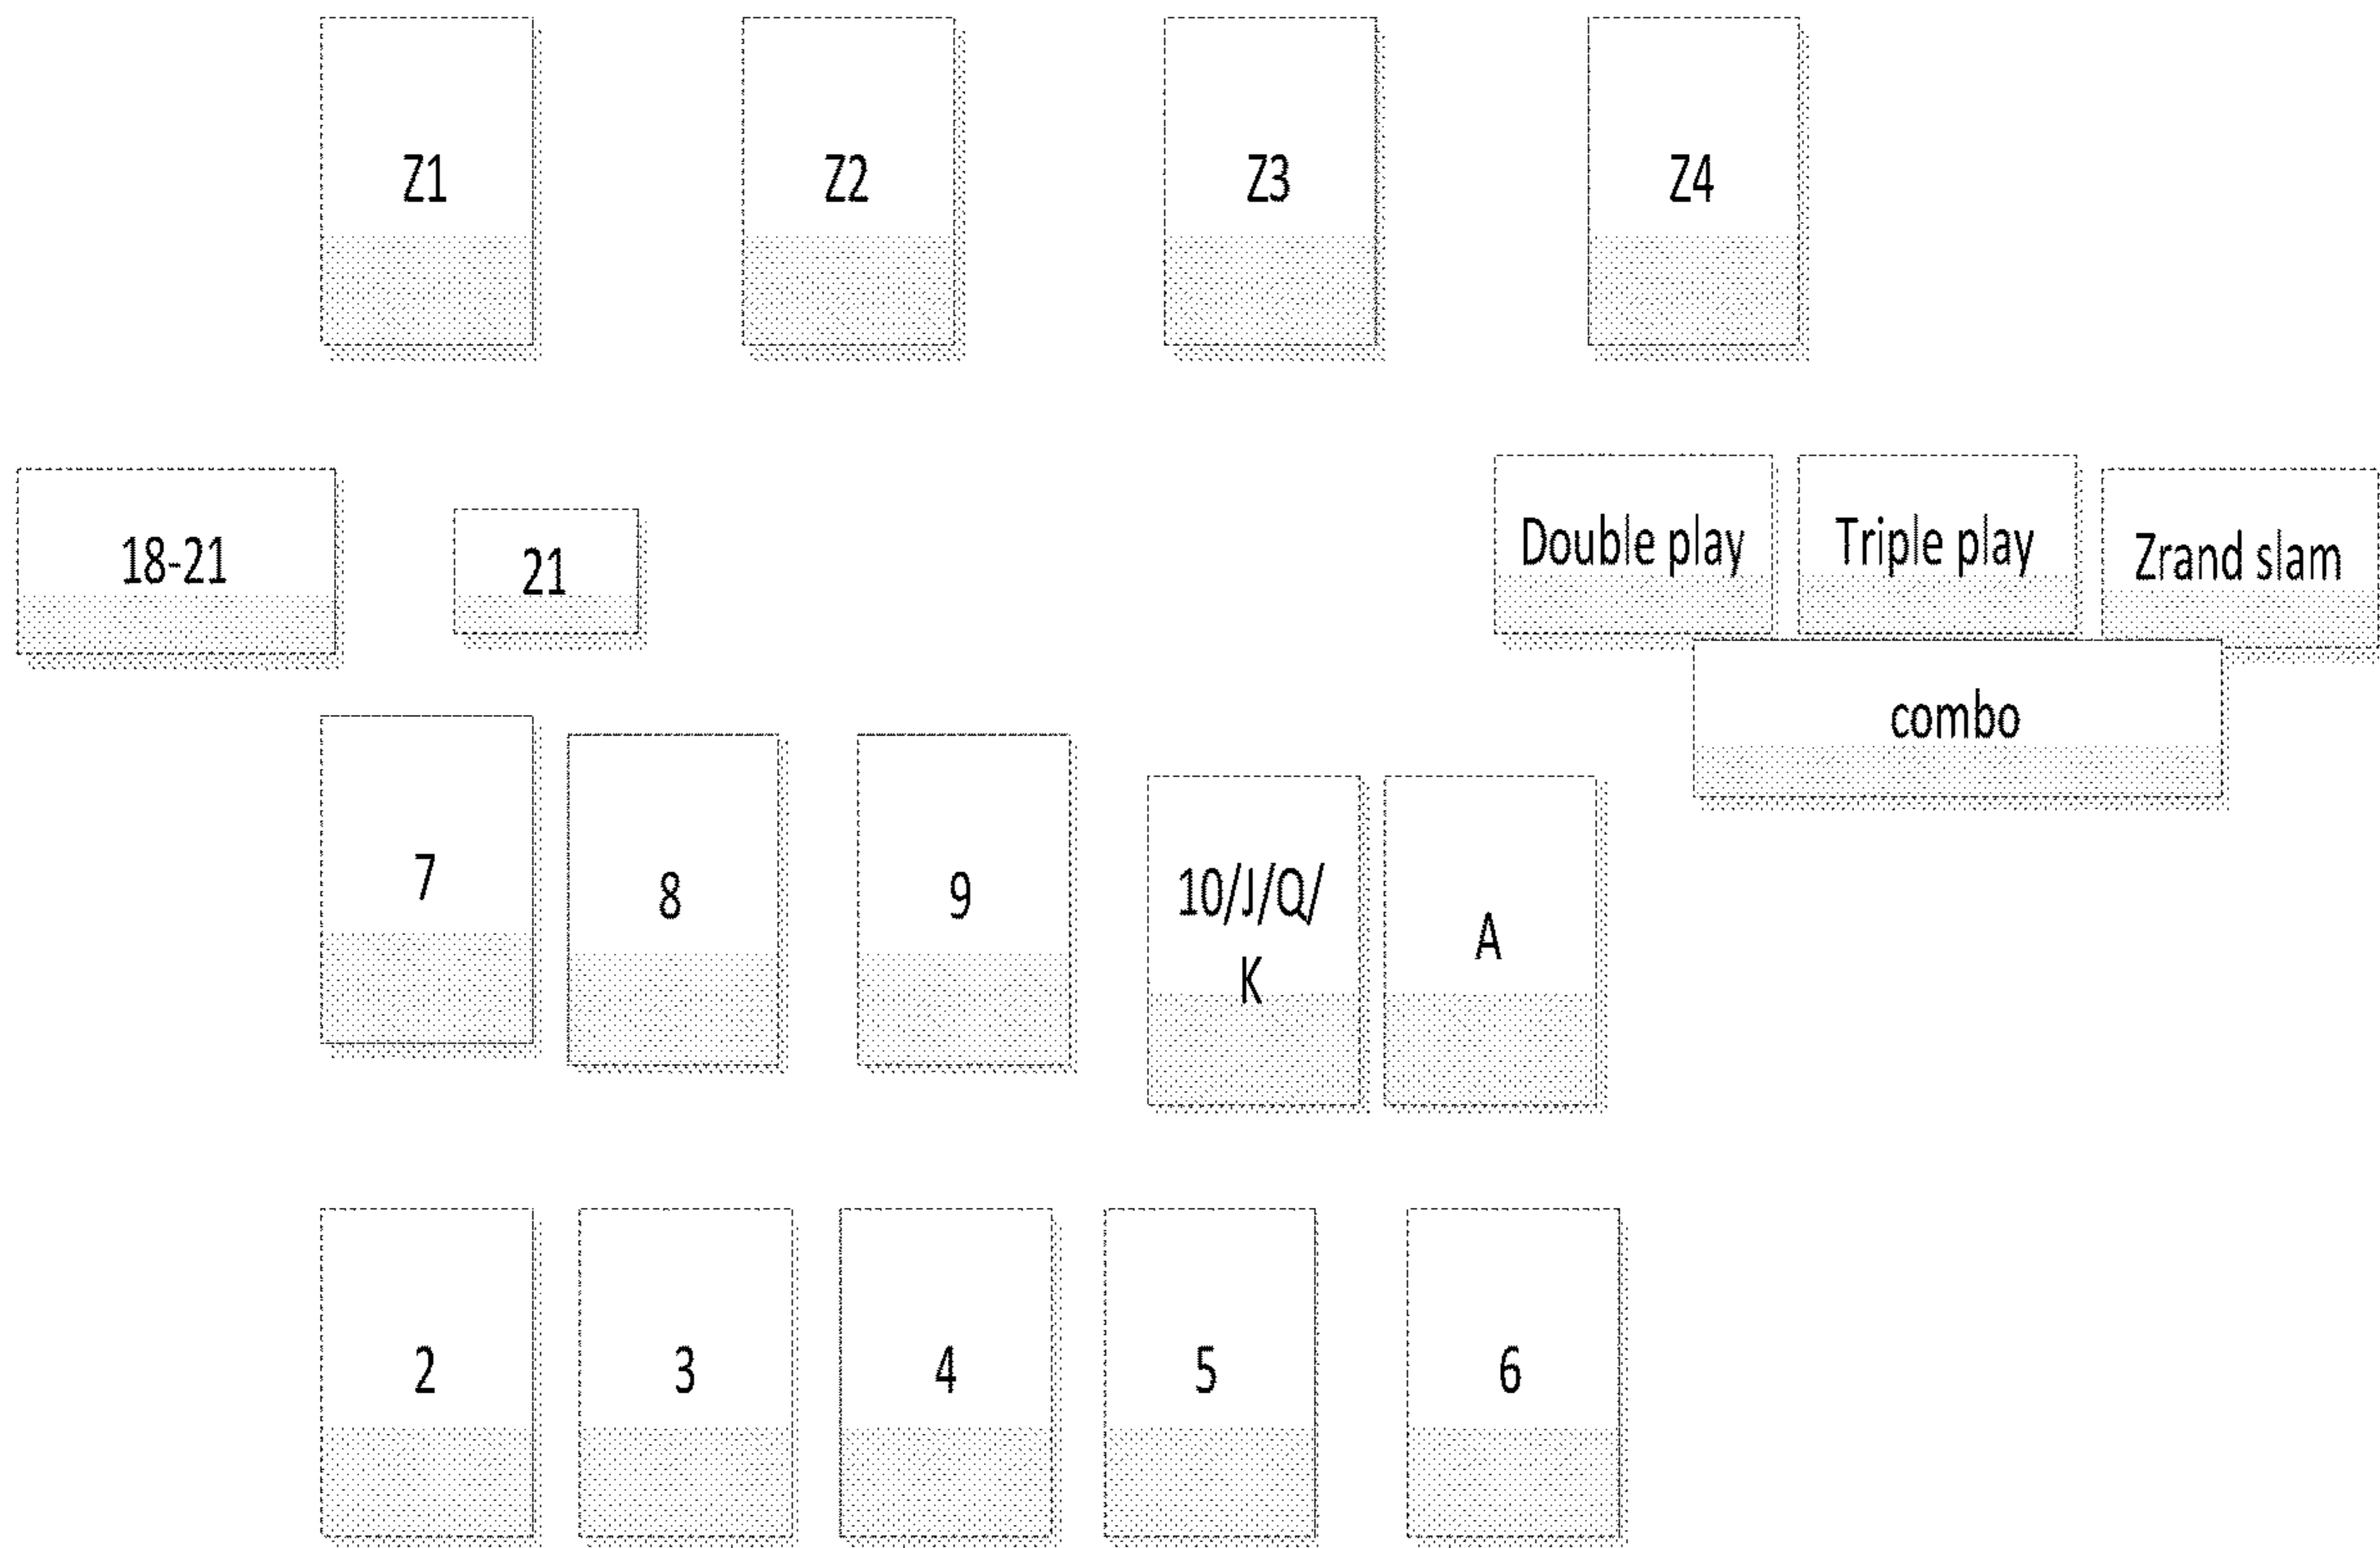 Z1
Z2
Z3
Z4
18-21
21
Double play
Triple play
Zrand slam
combo
7
8
9
10/J/Q/
K
A
2
3
4
5
6